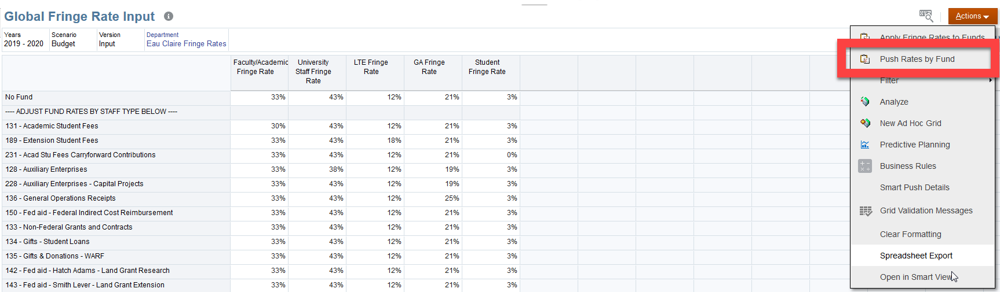 Global Fringe Rate Input
Actions
Years
2019 - 2020
Scenario
Budget
Version
Input
Department
Eau Claire Fringe Rates
Faculty/Academic Fringe Rate
University Staff Fringe Rate
LTE Fringe Rate
GA Fringe Rate
Student Fringe Rate
No Fund 33% 43% 12% 21% 3%
---- ADJUST FUND RATES BY STAFF TYPE BELOW ----
131 - Academic Student Fees 30% 43% 12% 21% 3%
189 - Extension Student Fees 33% 43% 18% 21% 3%
231 - Acad Stu Fees Carryforward Contributions 33% 43% 12% 21% 0%
128 - Auxiliary Enterprises 33% 38% 12% 19% 3%
228 - Auxiliary Enterprises - Capital Projects 33% 43% 12% 19% 3%
136 - General Operations Receipts 33% 43% 12% 25% 3%
150 - Fed aid - Federal Indirect Cost Reimbursement 33% 43% 12% 21% 3%
133 - Non-Federal Grants and Contracts 33% 43% 12% 21% 3%
134 - Gifts - Student Loans 33% 43% 12% 21% 3%
135 - Gifts & Donations - WARF 33% 43% 12% 21% 3%
142 - Fed aid - Hatch Adams - Land Grant Research 33% 43% 12% 21% 3%
143 - Fed aid - Smith Lever - Land Grant Extension 33% 43% 12% 21% 3%
Apply Fringe Rates to Funds
Push Rates by Fund
Filter
Analyze
New Ad Hoc Grid
Predictive Planning
Business Rules
Smart Push Details
Grid Validation Messages
Clear Formatting
Spreadsheet Export
Open in Smart View